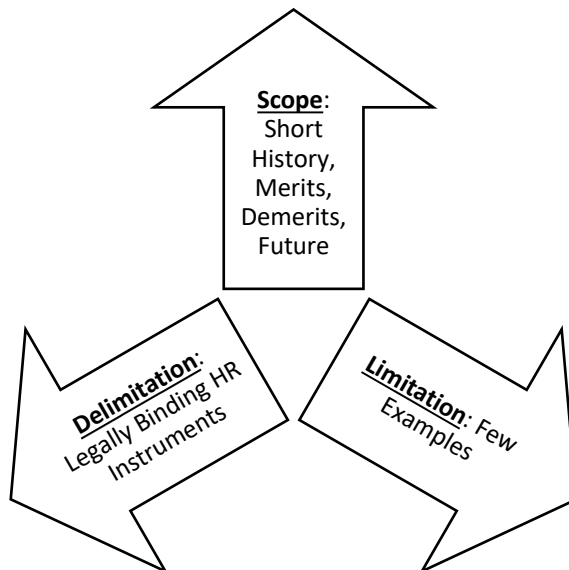 Scope:
Short
History,
Merits,
Demerits,
Future
Delimitation:
Legally Binding HR
Instruments
Limitation: Few
Examples